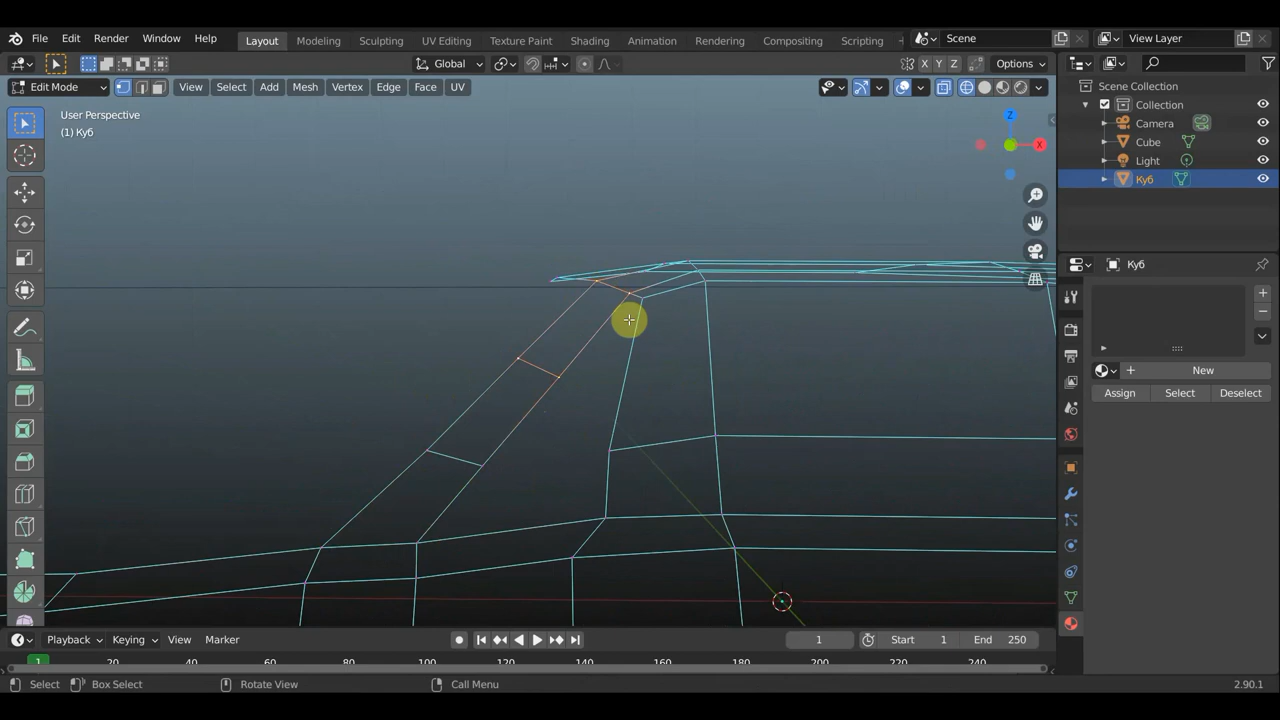 File Edit Render Window Help Layout Modeling Sculpting UV Editing Texture Paint Shading Animation Rendering Compositing Scripting Scene View Layer
Global X Y Z Options
Edit Mode View Select Add Mesh Vertex Edge Face UV
User Perspective
(1) Куб
Z
X
Scene Collection
Collection
Camera
Cube
Light
Куб
Куб
New
Assign Select Deselect
Playback Keying View Marker 1 Start 1 End 250
1 20 40 60 80 100 120 140 160 180 200 220 240
Select Box Select Rotate View Call Menu 2.90.1